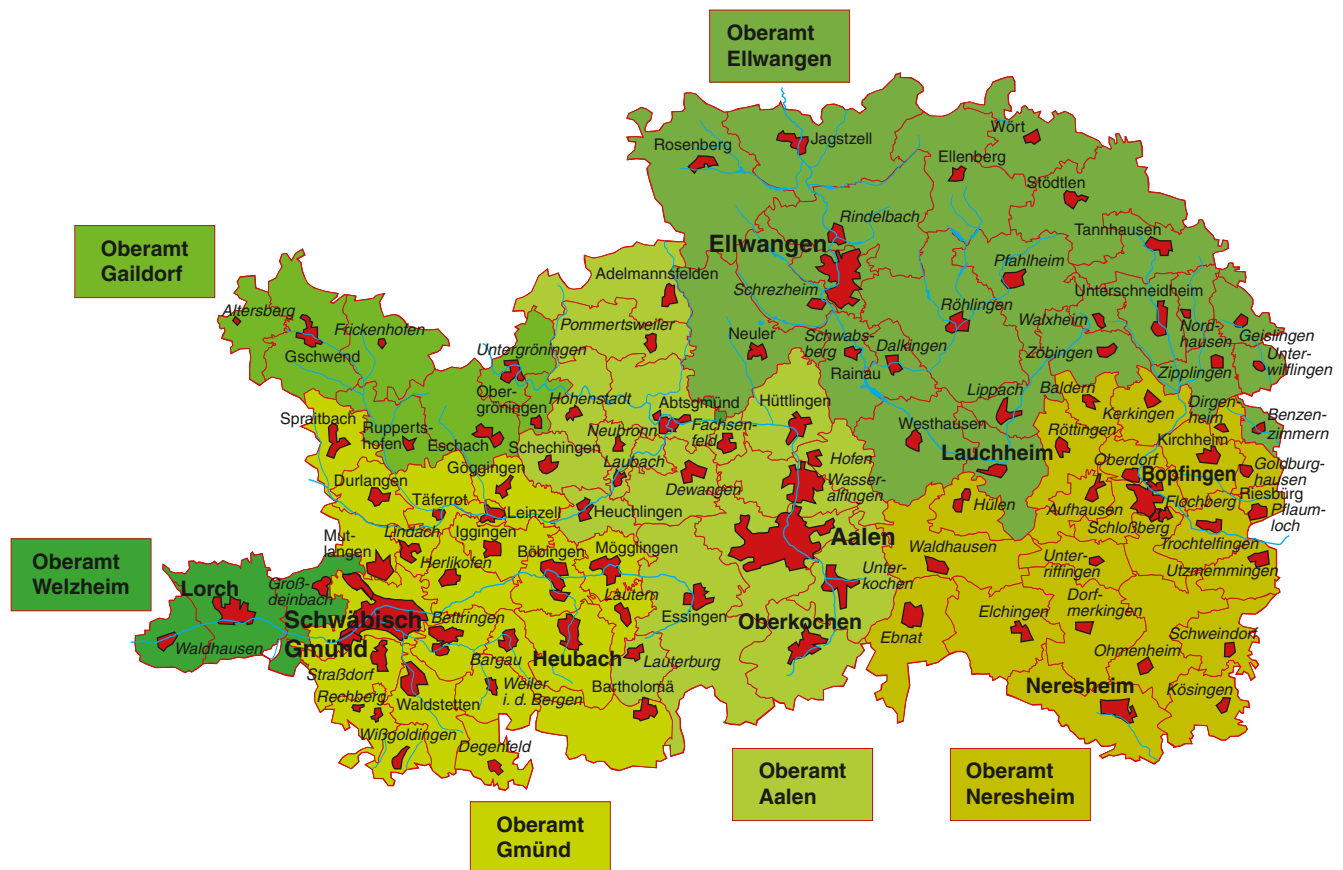 Oberamt
Ellwangen
Wört
Jagstzell
Rosenberg
Ellenberg
Stödtlen
Rindelbach
Tannhausen
Ellwangen
Oberamt
Gaildorf
Pfahlheim
Adelmannsfelden
Schrezheim
Unterschneidheim
Altersberg
Röhlingen
Frickenhofen
Pommertsweiler
Walxheim
Nord-
hausen
Geislingen
Gschwend
Neuler
Schwabs-
berg
Dalkingen
Untergröningen
Zöbingen
Unter-
wilflingen
Rainau
Zipplingen
Ober-
gröningen
Hohenstadt
Abtsgmünd
Hüttlingen
Lippach
Baldern
Kerkingen
Dirgen-
heim
Spraitbach
Ruppert-
shofen
Eschach
Schechingen
Neubronn
Fachsen-
feld
Westhausen
Röttingen
Benzen-
zimmern
Kirchheim
Lauchheim
Göggingen
Laubach
Hofen
Oberdorf
Bopfingen
Goldburg-
hausen
Durlangen
Dewangen
Wasser-
alfingen
Täferrot
Leinzell
Heuchlingen
Hülen
Aufhausen
Flochberg
Riesbürg
Pflaum-
loch
Schloßberg
Mut-
langen
Lindach
Iggingen
Aalen
Trochtelfingen
Oberamt
Welzheim
Herlikofen
Böbingen
Mögglingen
Waldhausen
Unter-
riffingen
Utzmemmingen
Lorch
Groß-
deinbach
Unter-
kochen
Lautern
Essingen
Elchingen
Dorf-
merkingen
Schwäbisch
Gmünd
Bettringen
Oberkochen
Ebnat
Schweindorf
Waldhausen
Heubach
Bargau
Lauterburg
Ohmenheim
Straßdorf
Weiler
i. d. Bergen
Bartholomä
Neresheim
Kösingen
Rechberg
Waldstetten
Wißgoldingen
Degenfeld
Oberamt
Aalen
Oberamt
Neresheim
Oberamt
Gmünd